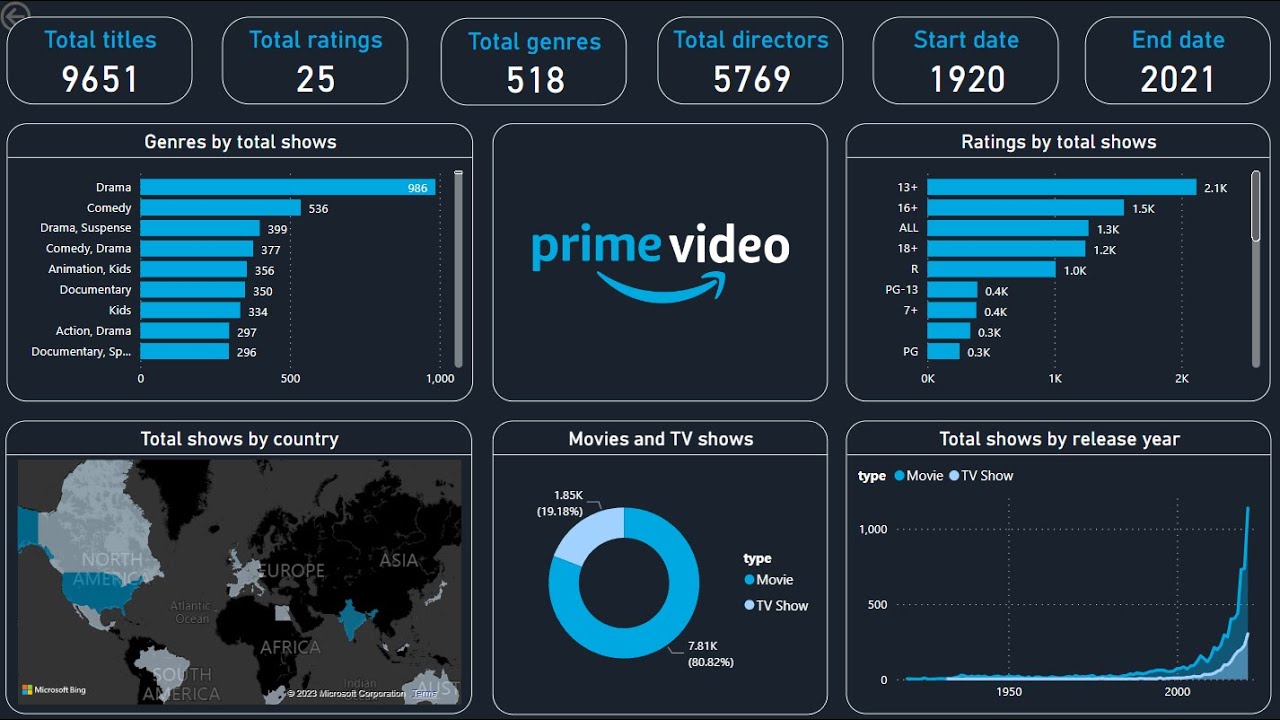 Total titles
9651
Total ratings
25
Total genres
518
Total directors
5769
Start date
1920
End date
2021
Genres by total shows
Drama
986
Comedy
536
Drama, Suspense
399
Comedy, Drama
377
Animation, Kids
356
Documentary
350
Kids
334
Action, Drama
297
Documentary, Sp...
296
0
500
1,000
prime video
Ratings by total shows
13+
2.1K
16+
1.5K
ALL
1.3K
18+
1.2K
R
1.0K
PG-13
0.4K
7+
0.4K
0.3K
PG
0.3K
0K
1K
2K
Total shows by country
NORTH
AMERICA
EUROPE
ASIA
Atlantic
Ocean
AFRICA
SOUTH
AMERICA
Indian
AUST
Microsoft Bing
© 2023 Microsoft Corporation Terms
Movies and TV shows
1.85K
(19.18%)
7.81K
(80.82%)
type
Movie
TV Show
Total shows by release year
type Movie TV Show
1,000
500
0
1950
2000